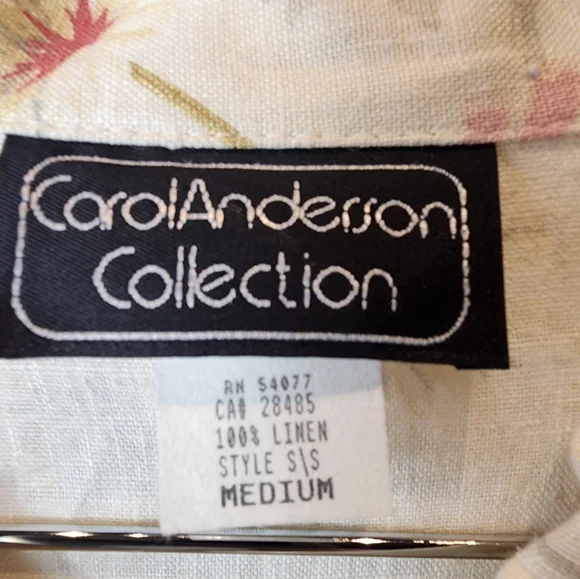 CarolAnderson
Collection
RN 54077
CA# 28485
100% LINEN
STYLE S\S
MEDIUM